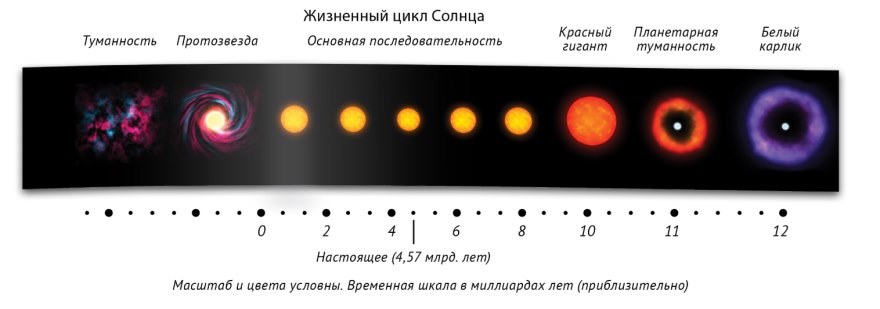 Жизненный цикл Солнца
Туманность Протозвезда Основная последовательность Красный гигант Планетарная туманность Белый карлик
0 2 4 6 8 10 11 12
Настоящее (4,57 млрд. лет)
Масштаб и цвета условны. Временная шкала в миллиардах лет (приблизительно)